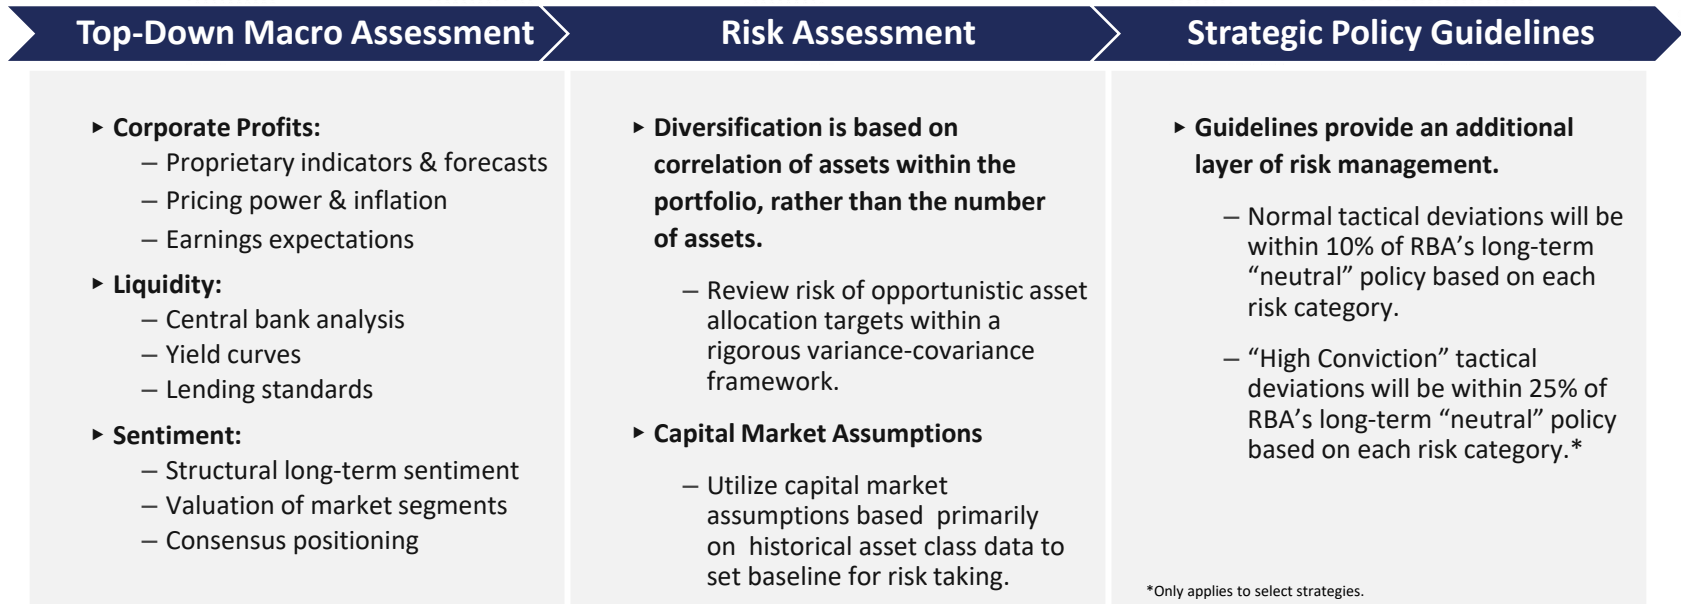 Top-Down Macro Assessment
Risk Assessment
Strategic Policy Guidelines
▸ Corporate Profits:
– Proprietary indicators & forecasts
– Pricing power & inflation
– Earnings expectations
▸ Liquidity:
– Central bank analysis
– Yield curves
– Lending standards
▸ Sentiment:
– Structural long-term sentiment
– Valuation of market segments
– Consensus positioning
▸ Diversification is based on
correlation of assets within the
portfolio, rather than the number
of assets.
– Review risk of opportunistic asset
allocation targets within a
rigorous variance-covariance
framework.
▸ Capital Market Assumptions
– Utilize capital market
assumptions based primarily
on historical asset class data to
set baseline for risk taking.
▸ Guidelines provide an additional
layer of risk management.
– Normal tactical deviations will be
within 10% of RBA’s long-term
“neutral” policy based on each
risk category.
– “High Conviction” tactical
deviations will be within 25% of
RBA’s long-term “neutral” policy
based on each risk category.*
*Only applies to select strategies.